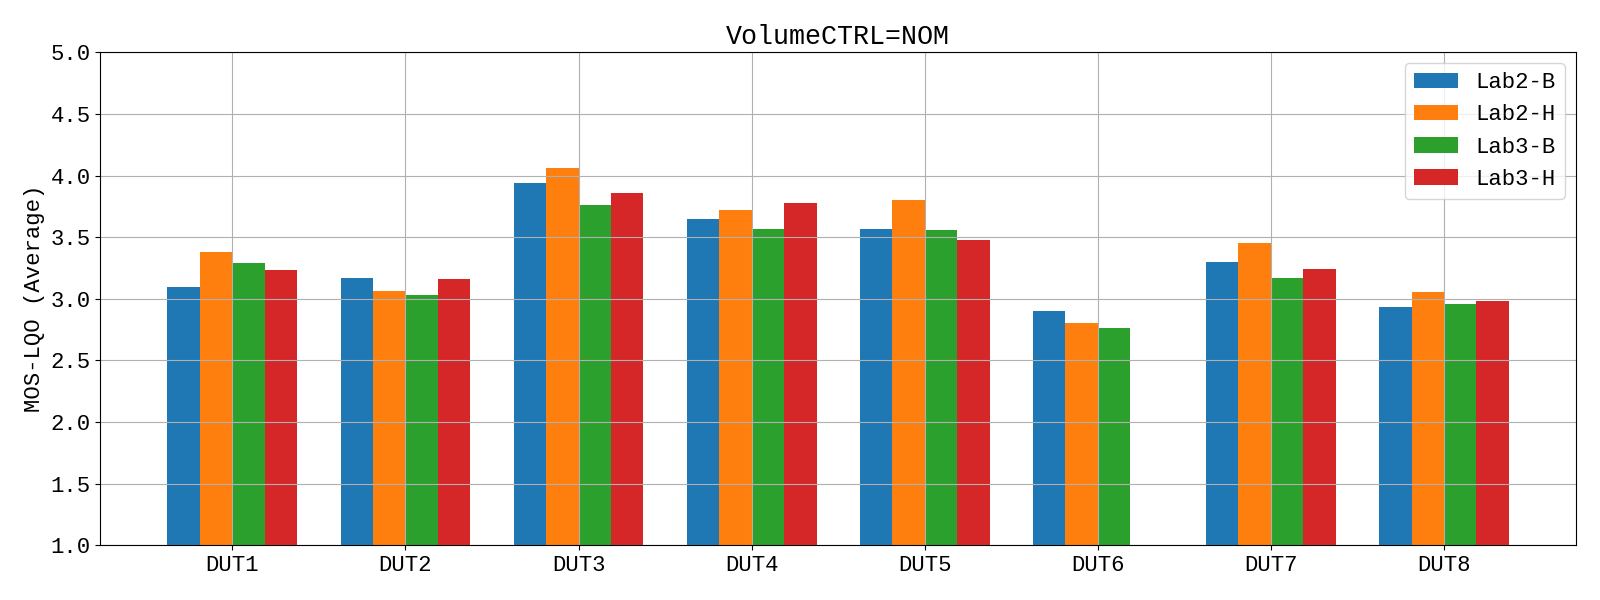 VolumeCTRL=NOM
MOS-LQO (Average)
5.0
4.5
4.0
3.5
3.0
2.5
2.0
1.5
1.0
Lab2-B
Lab2-H
Lab3-B
Lab3-H
DUT1 DUT2 DUT3 DUT4 DUT5 DUT6 DUT7 DUT8